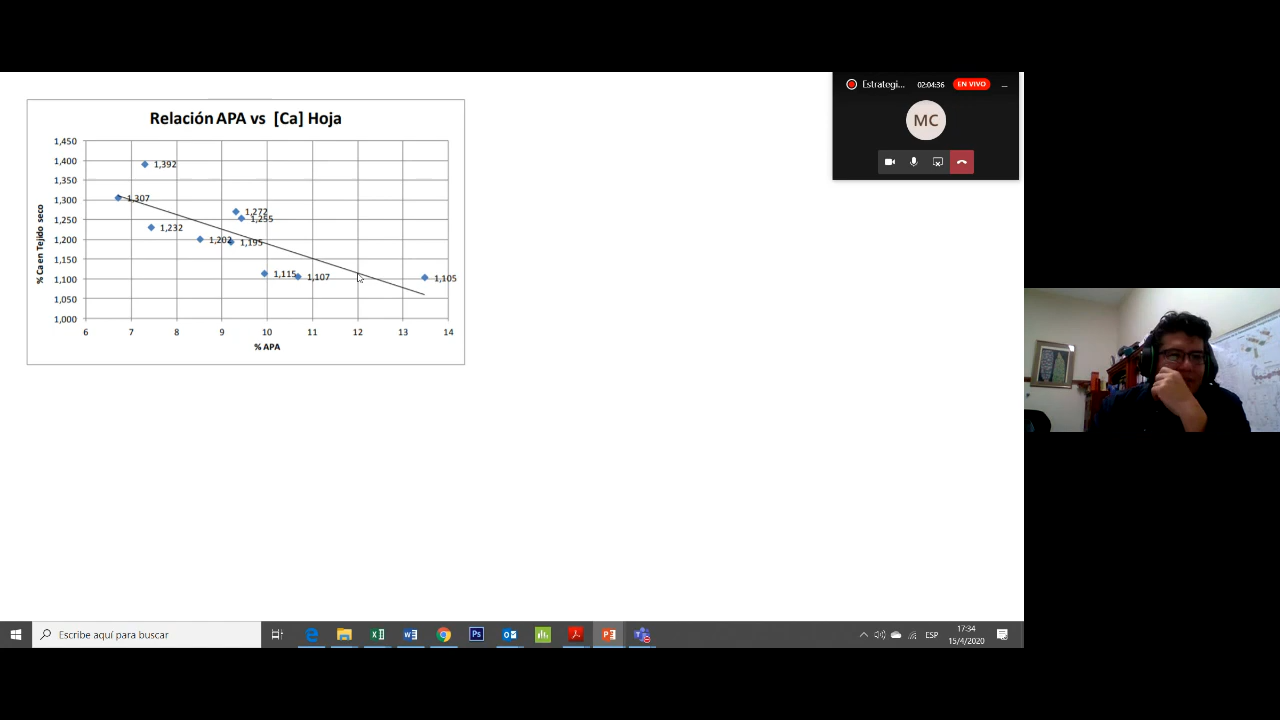 Estrategi...
02:04:36
EN VIVO
MC
Relación APA vs [Ca] Hoja
% Ca en Tejido seco
1,450
1,400
1,350
1,300
1,250
1,200
1,150
1,100
1,050
1,000
1,392
1,307
1,272
1,255
1,232
1,202
1,195
1,115
1,107
1,105
6 7 8 9 10 11 12 13 14
% APA
Escribe aquí para buscar
Ps
ESP
17:34
15/4/2020